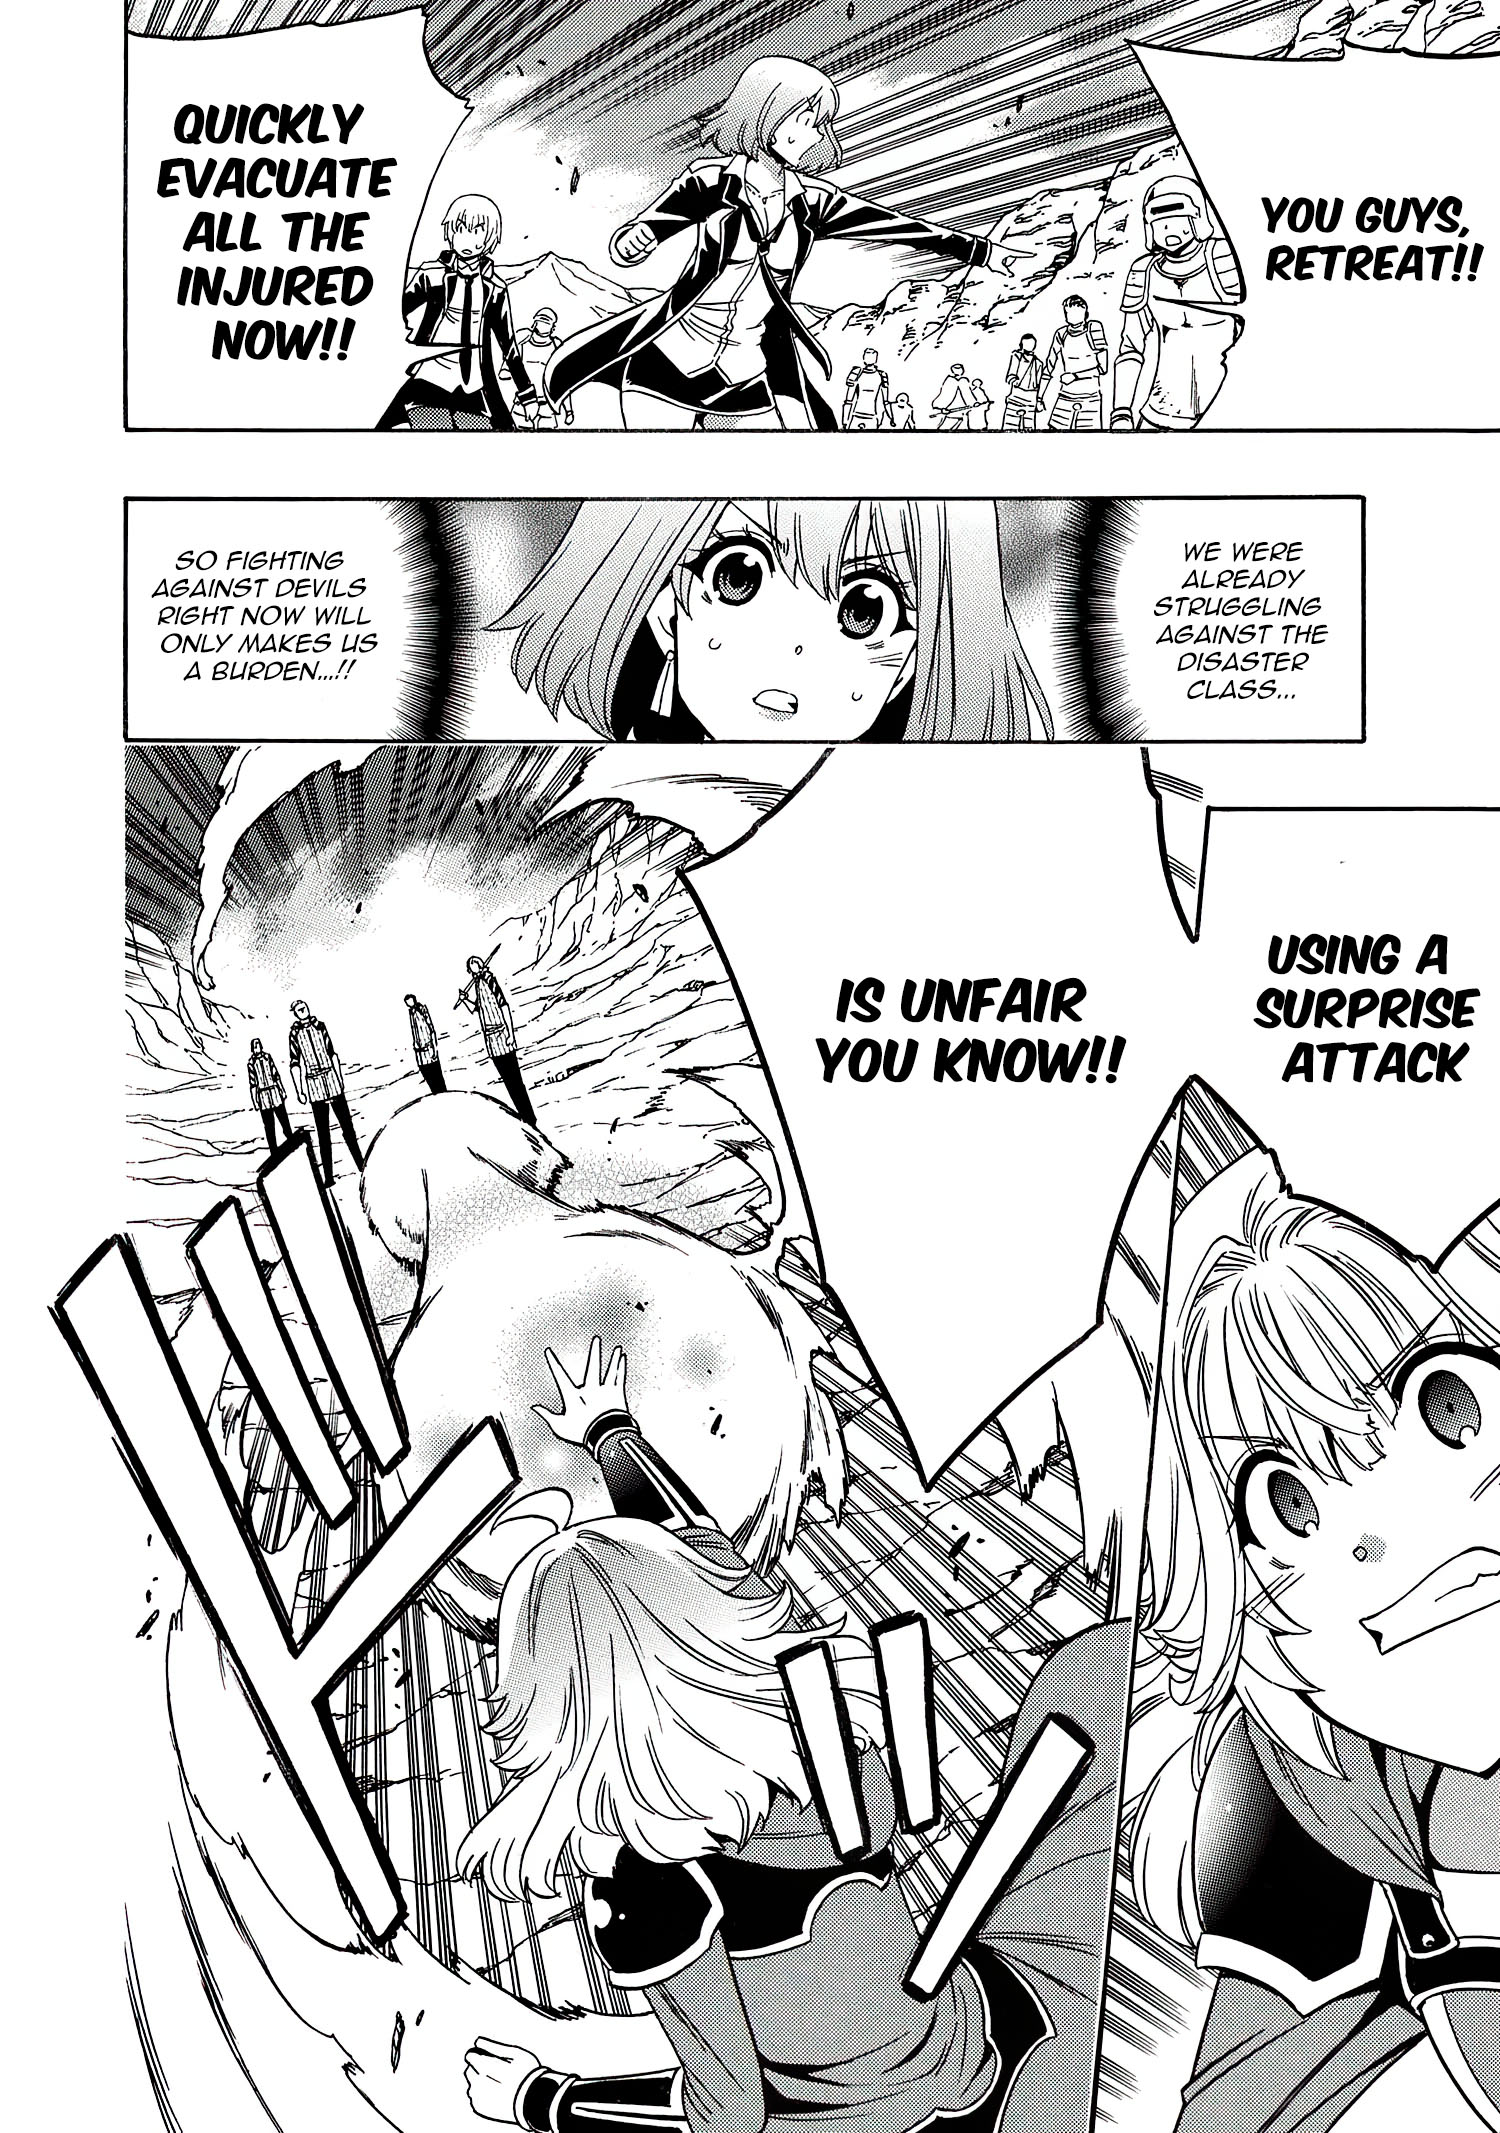 YOU GUYS,
RETREAT!!
QUICKLY
EVACUATE
ALL THE
INJURED
NOW!!
WE WERE
ALREADY
STRUGGLING
AGAINST THE
DISASTER
CLASS...
SO FIGHTING
AGAINST DEVILS
RIGHT NOW WILL
ONLY MAKES US
A BURDEN...!!
USING A
SURPRISE
ATTACK
IS UNFAIR
YOU KNOW!!